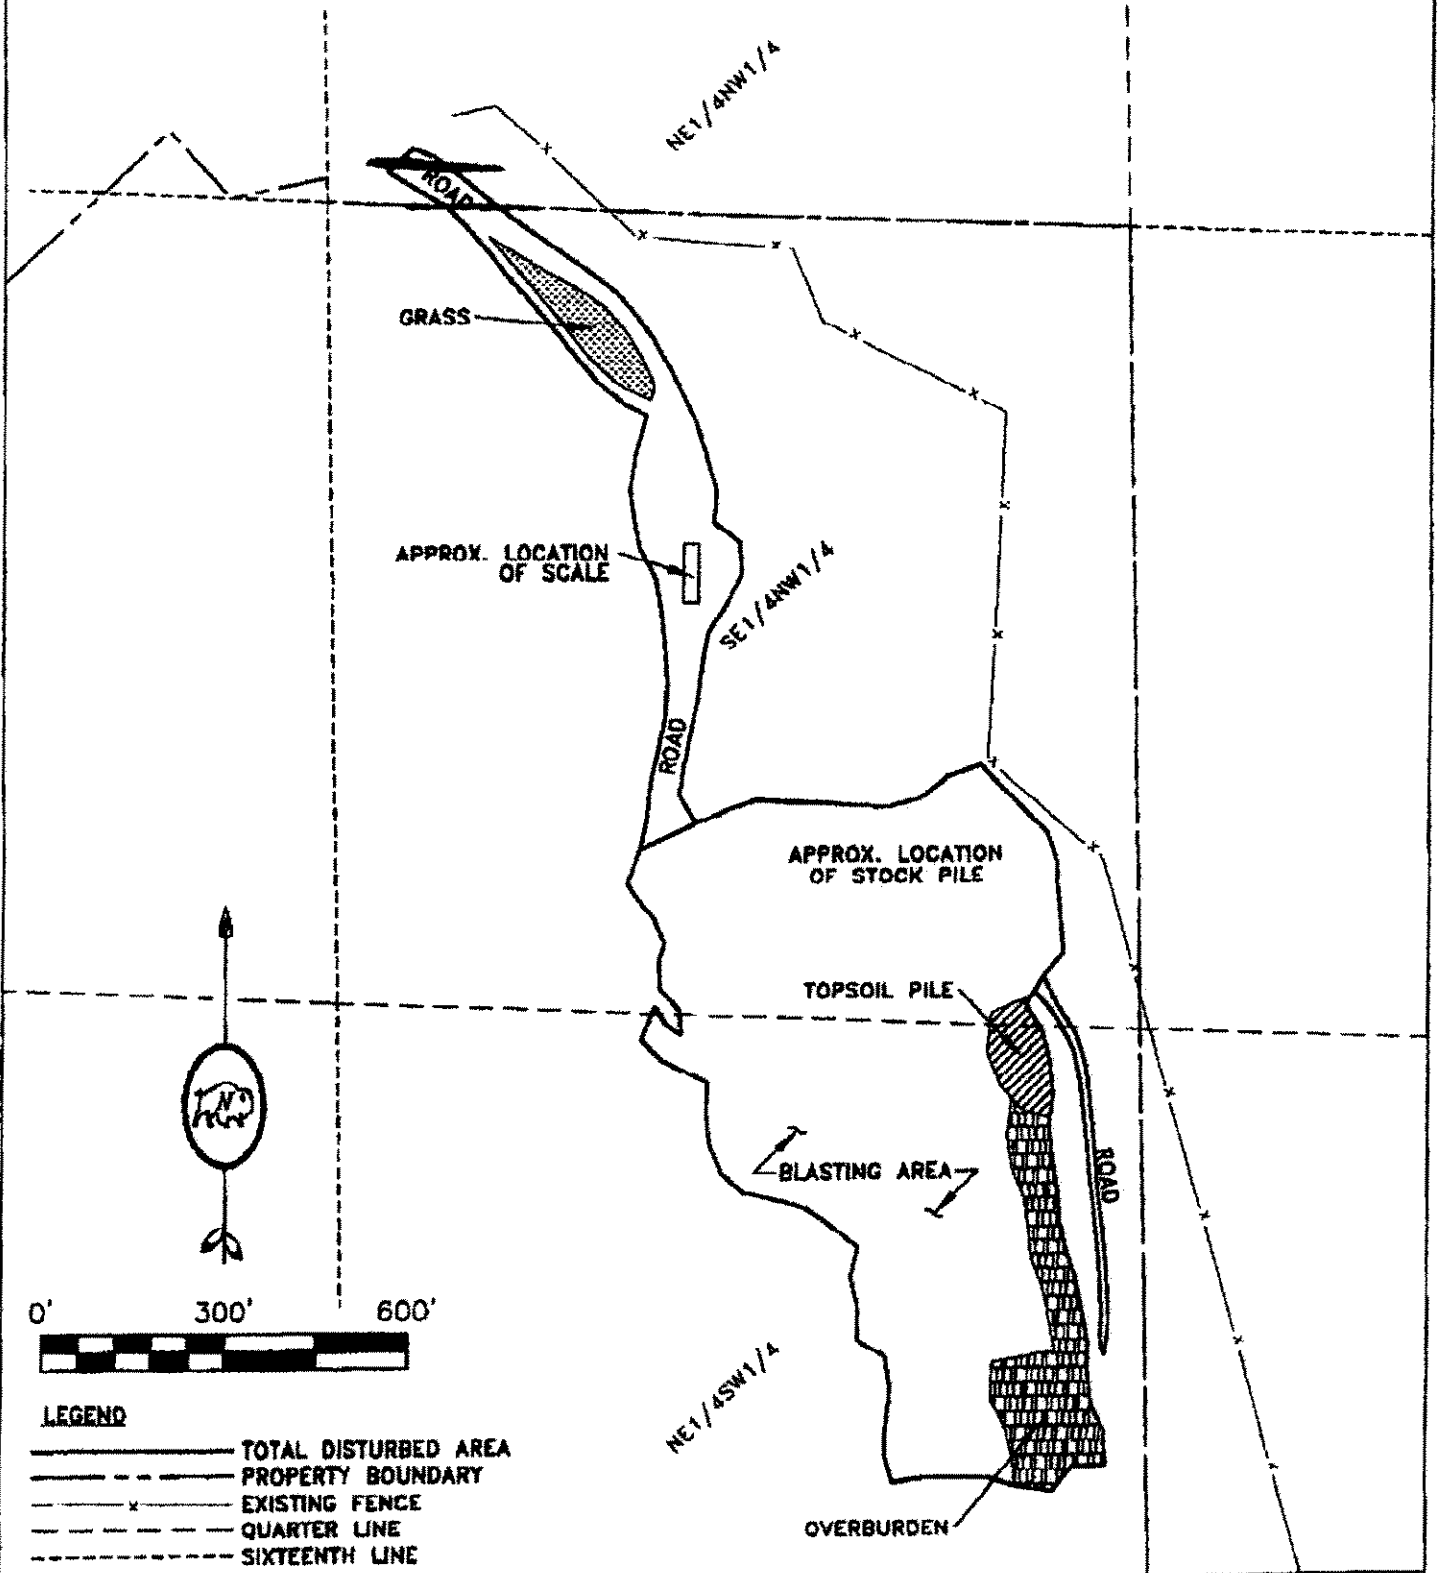 NE1/4NW1/4
ROAD
GRASS
APPROX. LOCATION
OF SCALE
SE1/4NW1/4
ROAD
APPROX. LOCATION
OF STOCK PILE
TOPSOIL PILE
N
BLASTING AREA
ROAD
0' 300' 600'
NE1/4SW1/4
LEGEND
TOTAL DISTURBED AREA
PROPERTY BOUNDARY
x EXISTING FENCE
QUARTER LINE
SIXTEENTH LINE
OVERBURDEN